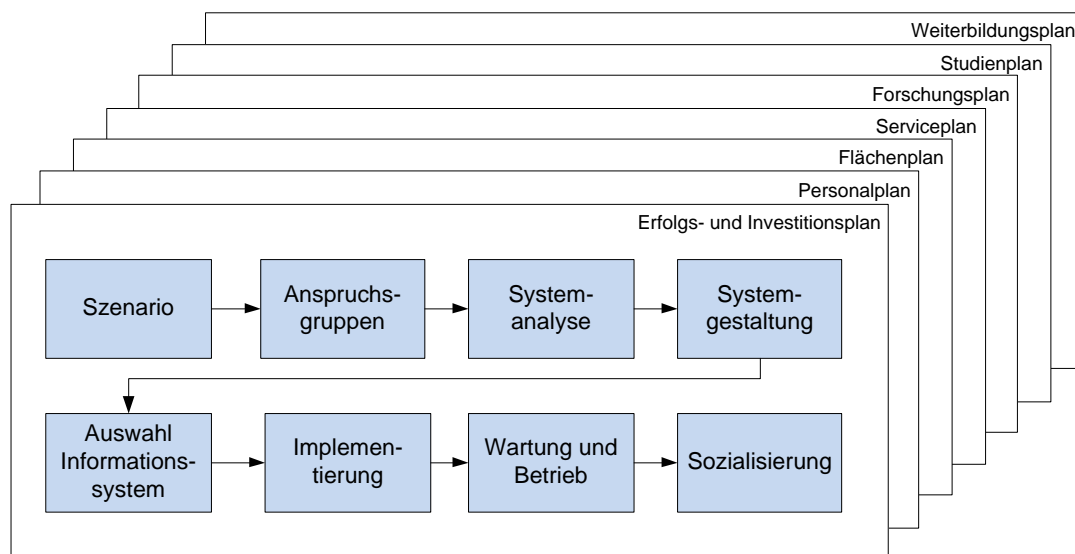 Weiterbildungsplan
Studienplan
Forschungsplan
Serviceplan
Flächenplan
Personalplan
Erfolgs- und Investitionsplan
Szenario
Anspruchs-
gruppen
System-
analyse
System-
gestaltung
Auswahl
Informations-
system
Implemen-
tierung
Wartung und
Betrieb
Sozialisierung